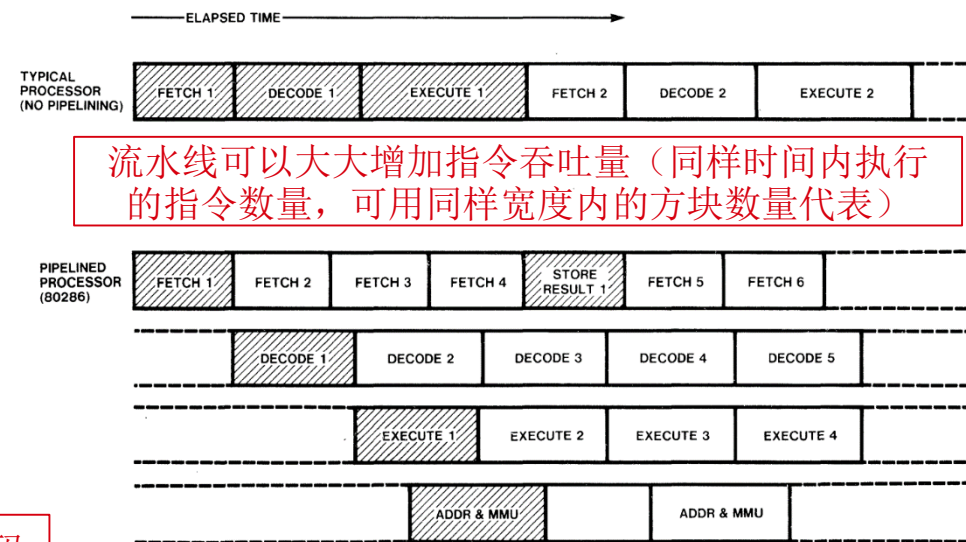 ELAPSED TIME
TYPICAL
PROCESSOR
(NO PIPELINING)
FETCH 1
DECODE 1
EXECUTE 1
FETCH 2
DECODE 2
EXECUTE 2
流水线可以大大增加指令吞吐量（同样时间内执行
的指令数量，可用同样宽度内的方块数量代表）
PIPELINED
PROCESSOR
(80286)
FETCH 1
FETCH 2
FETCH 3
FETCH 4
STORE
RESULT 1
FETCH 5
FETCH 6
DECODE 1
DECODE 2
DECODE 3
DECODE 4
DECODE 5
EXECUTE 1
EXECUTE 2
EXECUTE 3
EXECUTE 4
ADDR & MMU
ADDR & MMU